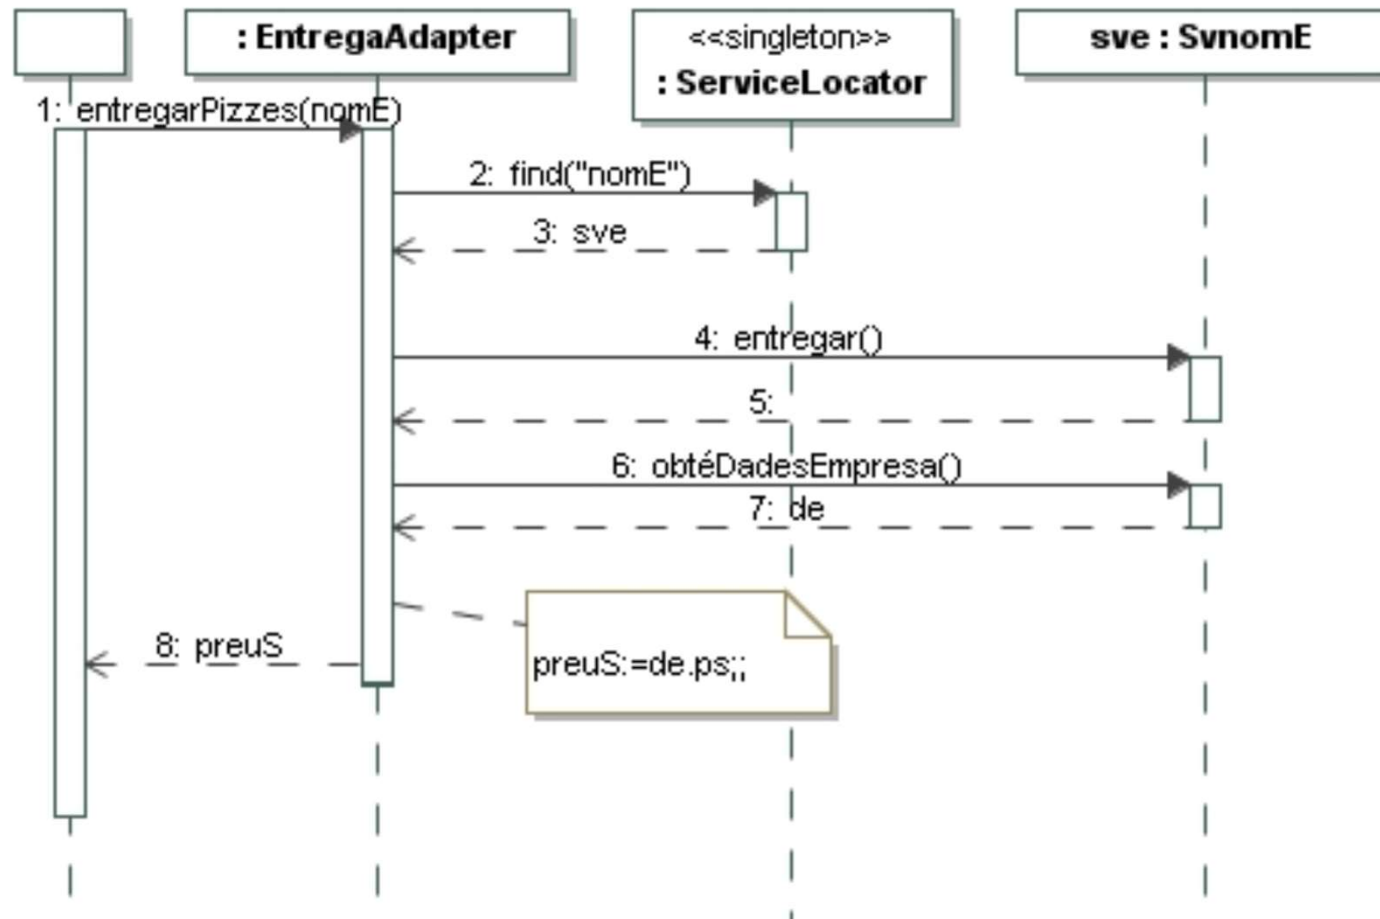 : EntregaAdapter
<<singleton>>
: ServiceLocator
sve : SvnomE
1: entregarPizzes(nomE)
2: find("nomE")
3: sve
4: entregar()
5:
6: obtéDadesEmpresa()
7: de
preuS:=de.ps;;
8: preuS